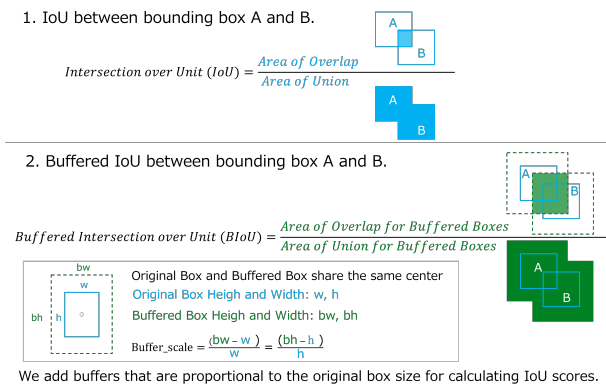 1. IoU between bounding box A and B.
A
B
Intersection over Unit (IoU) = Area of Overlap / Area of Union
A
B
2. Buffered IoU between bounding box A and B.
A
B
Buffered Intersection over Unit (BIoU) = Area of Overlap for Buffered Boxes / Area of Union for Buffered Boxes
A
B
bw
w
bh h
Original Box and Buffered Box share the same center
Original Box Heigh and Width: w, h
Buffered Box Heigh and Width: bw, bh
Buffer_scale = (bw - w) / w = (bh - h) / h
We add buffers that are proportional to the original box size for calculating IoU scores.